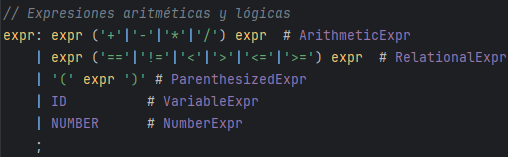 // Expresiones aritméticas y lógicas
expr: expr ('+'|'-'|'*'|'/') expr  # ArithmeticExpr
    | expr ('=='|'!='|'<'|'>'|'<='|'>=') expr  # RelationalExpr
    | '(' expr ')' # ParenthesizedExpr
    | ID          # VariableExpr
    | NUMBER      # NumberExpr
    ;